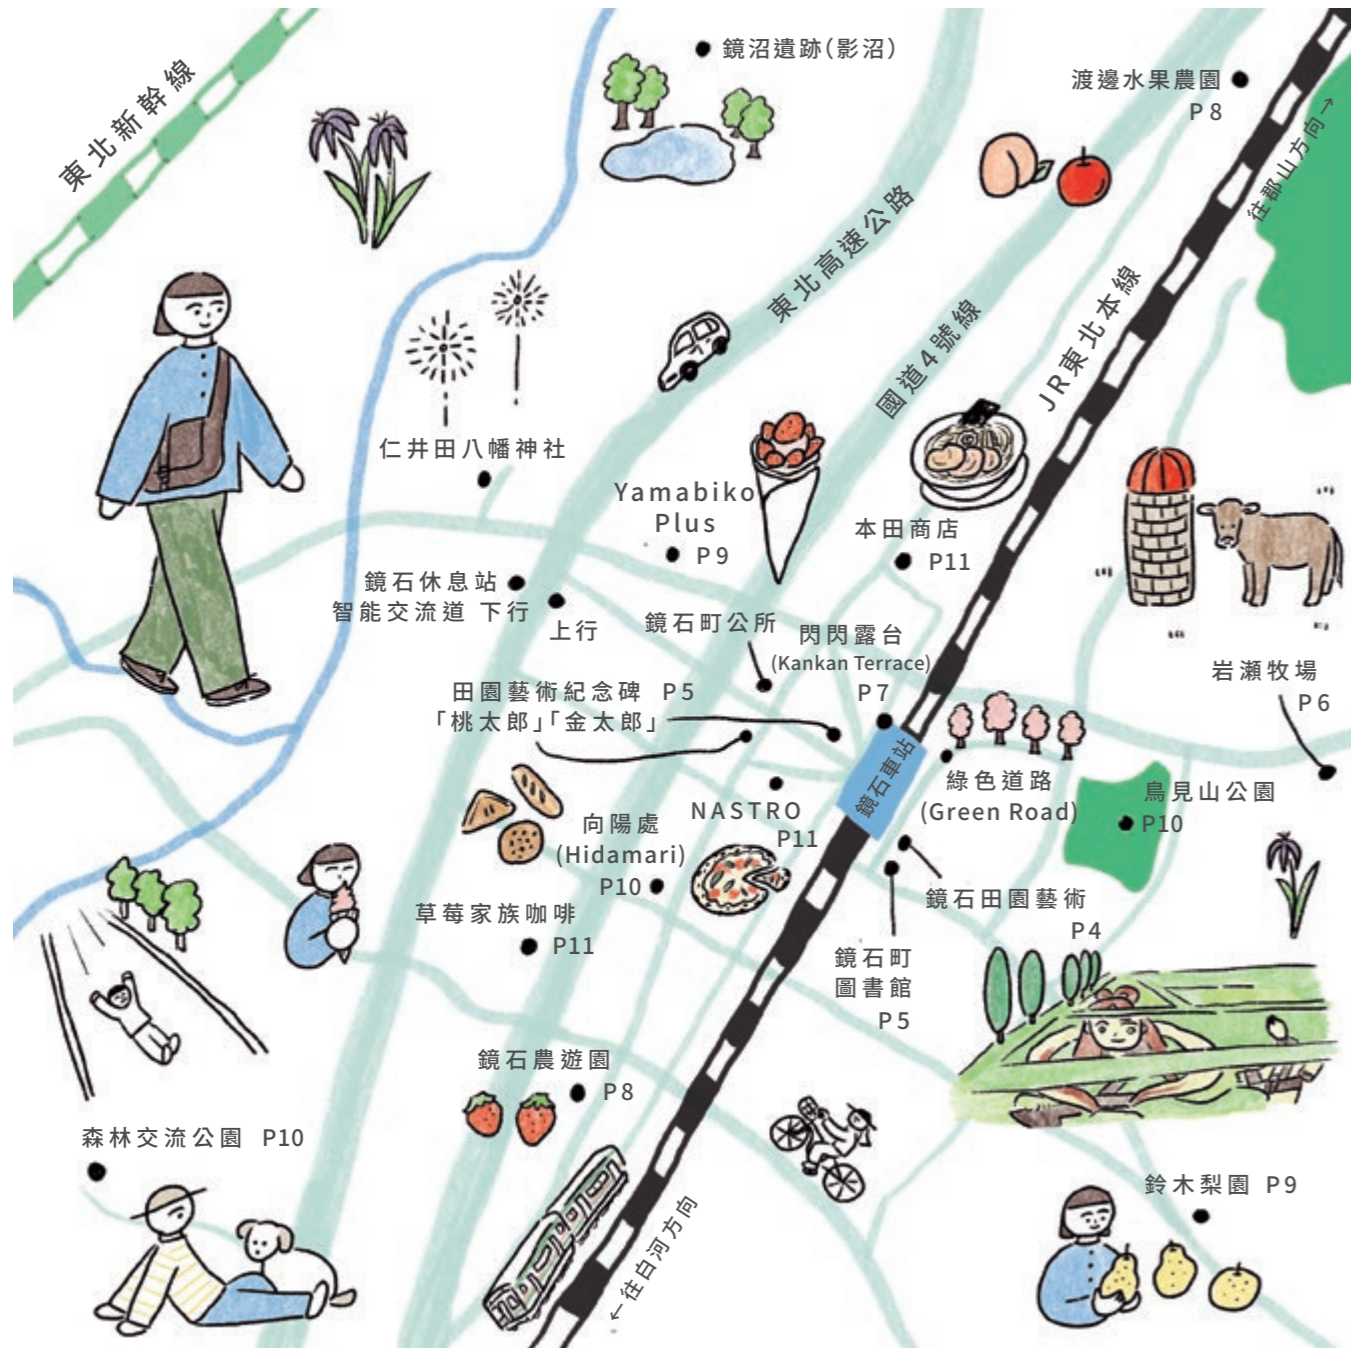 鏡沼遺跡(影沼)
渡邊水果農園
P8
東北新幹線
往郡山方向→
東北高速公路
國道4號線
JR東北本線
仁井田八幡神社
Yamabiko
Plus
P9
本田商店
P11
鏡石休息站
智能交流道 下行
上行
鏡石町公所
閃閃露台
(Kankan Terrace)
P7
岩瀬牧場
P6
田園藝術紀念碑 P5
「桃太郎」「金太郎」
鏡石車站
綠色道路
(Green Road)
鳥見山公園
P10
NASTRO
P11
向陽處
(Hidamari)
P10
草莓家族咖啡
P11
鏡石田園藝術
P4
鏡石町
圖書館
P5
鏡石農遊園
P8
森林交流公園 P10
鈴木梨園 P9
←往白河方向